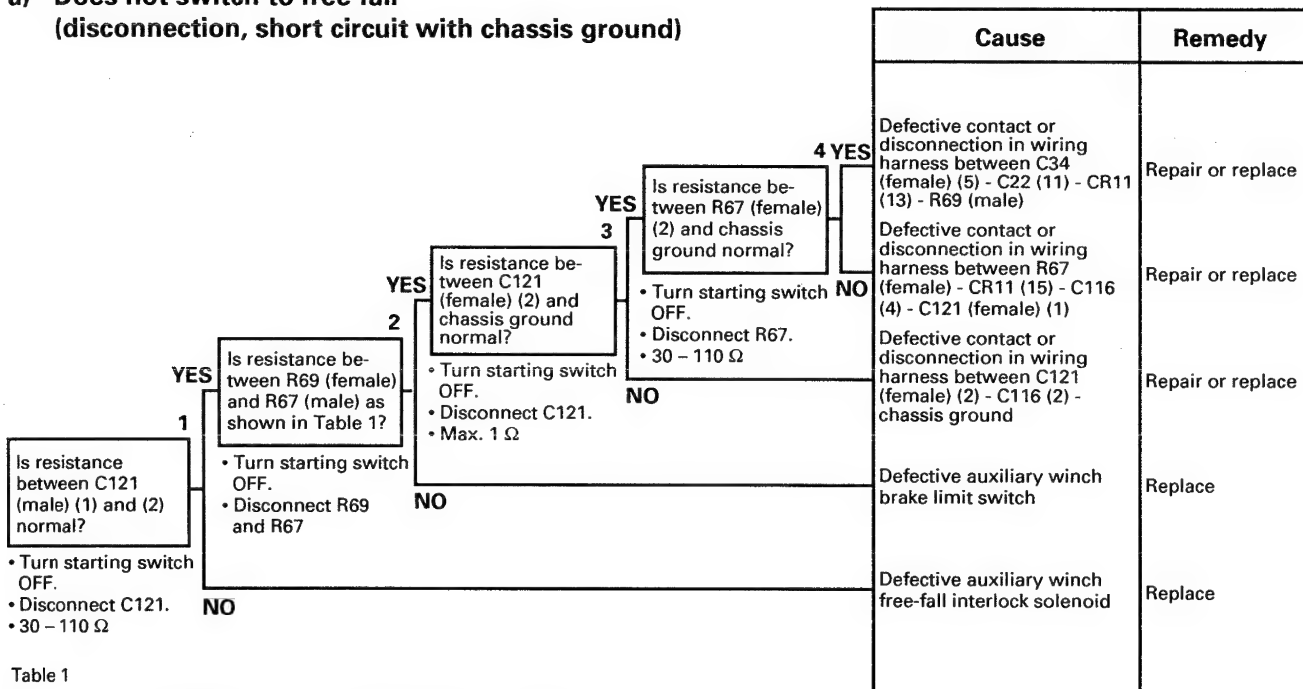 a) Does not switch to free fall
(disconnection, short circuit with chassis ground)
Cause
Remedy
1
Is resistance
between C121
(male) (1) and (2)
normal?
• Turn starting switch
OFF.
• Disconnect C121.
• 30 – 110 Ω
YES
NO
2
Is resistance be-
tween R69 (female)
and R67 (male) as
shown in Table 1?
• Turn starting switch
OFF.
• Disconnect R69
and R67
YES
NO
3
Is resistance be-
tween C121
(female) (2) and
chassis ground
normal?
• Turn starting switch
OFF.
• Disconnect C121.
• Max. 1 Ω
YES
NO
4
Is resistance be-
tween R67 (female)
(2) and chassis
ground normal?
• Turn starting switch
OFF.
• Disconnect R67.
• 30 – 110 Ω
YES
NO
Defective contact or
disconnection in wiring
harness between C34
(female) (5) - C22 (11) - CR11
(13) - R69 (male)
Repair or replace
Defective contact or
disconnection in wiring
harness between R67
(female) - CR11 (15) - C116
(4) - C121 (female) (1)
Repair or replace
Defective contact or
disconnection in wiring
harness between C121
(female) (2) - C116 (2) -
chassis ground
Repair or replace
Defective auxiliary winch
brake limit switch
Replace
Defective auxiliary winch
free-fall interlock solenoid
Replace
Table 1